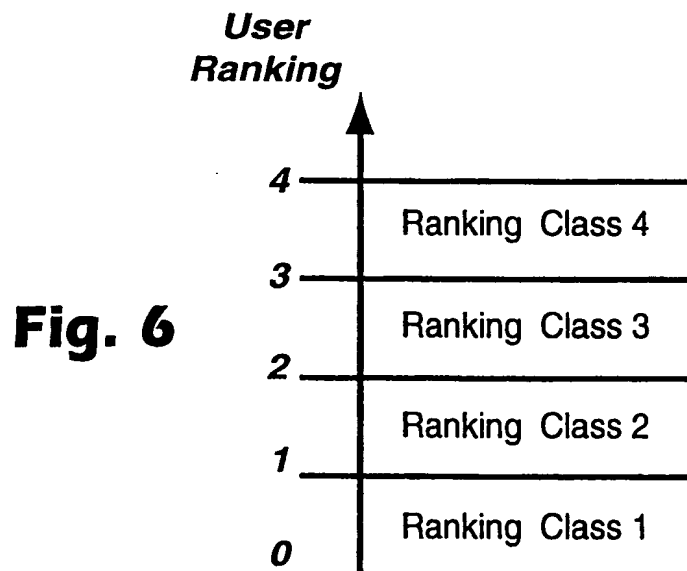 User
Ranking
4
Ranking Class 4
3
Fig. 6
Ranking Class 3
2
Ranking Class 2
1
Ranking Class 1
0